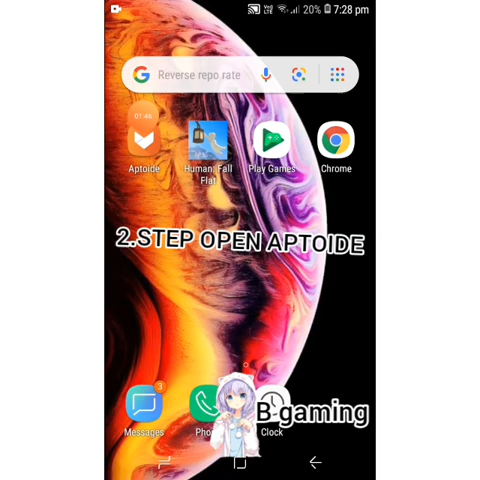 20% 7:28 pm
Reverse repo rate
01:46
Aptoide
Human: Fall
Flat
Play Games
Chrome
2.STEP OPEN APTOIDE
3
B gaming
Messages
Pho
Clock